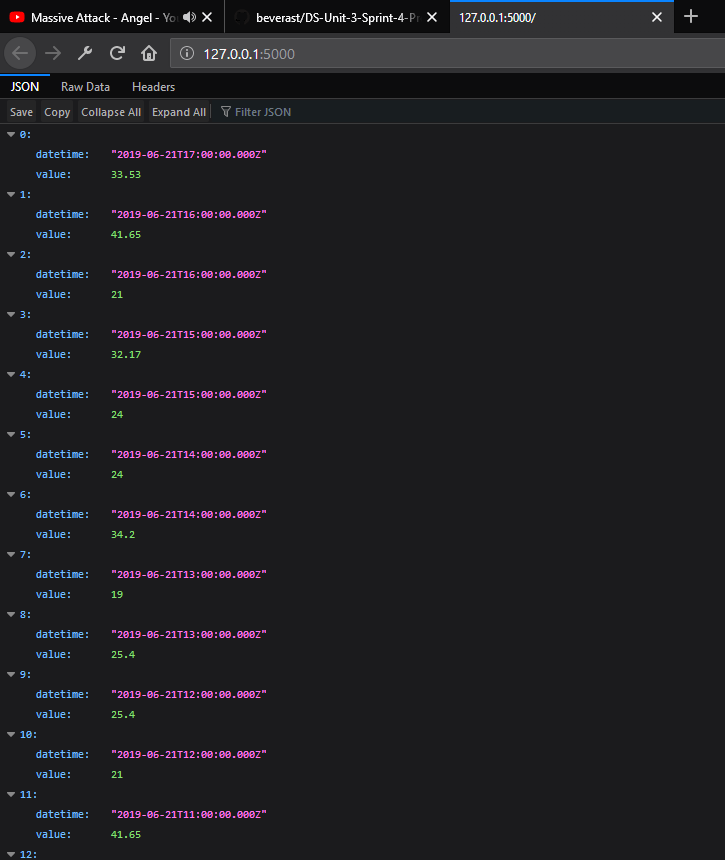 Massive Attack - Angel - Yo
beverast/DS-Unit-3-Sprint-4-Pr
127.0.0.1:5000/
127.0.0.1:5000
JSON Raw Data Headers
Save Copy Collapse All Expand All Filter JSON
0:
datetime: "2019-06-21T17:00:00.000Z"
value: 33.53
1:
datetime: "2019-06-21T16:00:00.000Z"
value: 41.65
2:
datetime: "2019-06-21T16:00:00.000Z"
value: 21
3:
datetime: "2019-06-21T15:00:00.000Z"
value: 32.17
4:
datetime: "2019-06-21T15:00:00.000Z"
value: 24
5:
datetime: "2019-06-21T14:00:00.000Z"
value: 24
6:
datetime: "2019-06-21T14:00:00.000Z"
value: 34.2
7:
datetime: "2019-06-21T13:00:00.000Z"
value: 19
8:
datetime: "2019-06-21T13:00:00.000Z"
value: 25.4
9:
datetime: "2019-06-21T12:00:00.000Z"
value: 25.4
10:
datetime: "2019-06-21T12:00:00.000Z"
value: 21
11:
datetime: "2019-06-21T11:00:00.000Z"
value: 41.65
12: